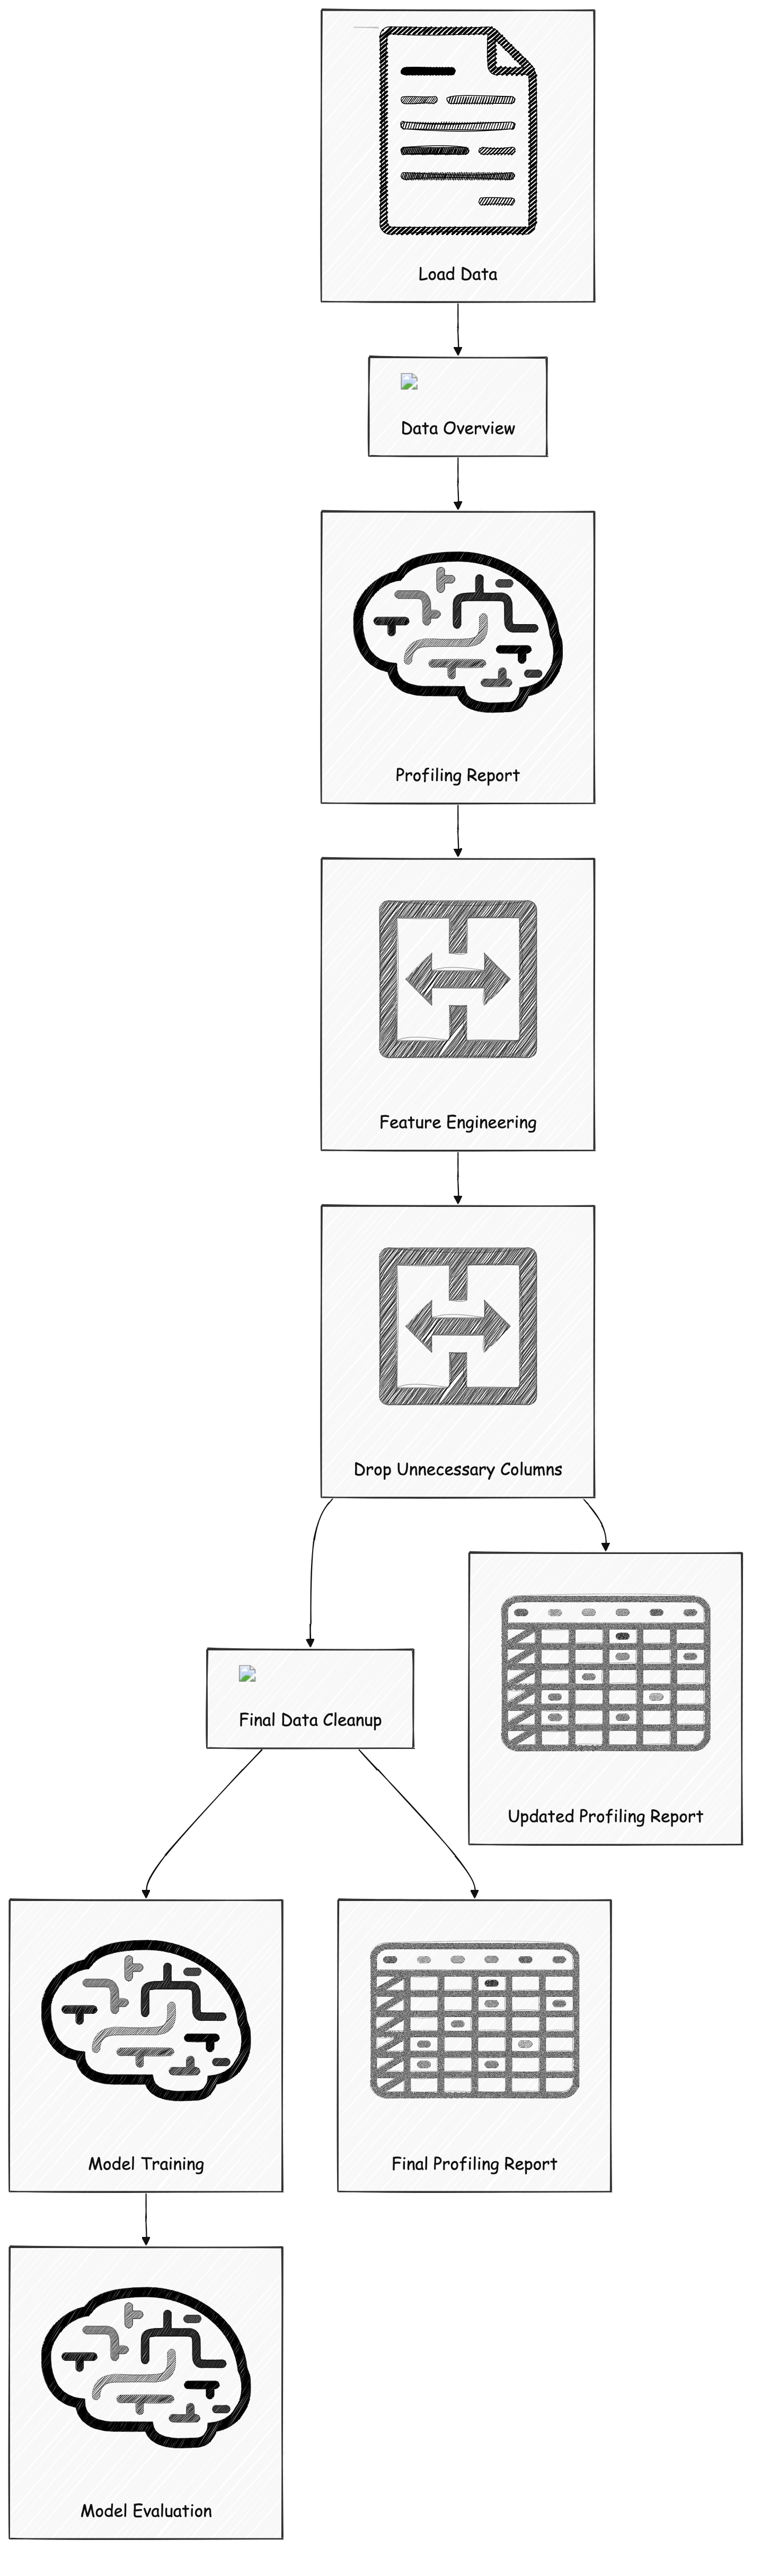 Load Data
Data Overview
Profiling Report
Feature Engineering
Drop Unnecessary Columns
Final Data Cleanup
Updated Profiling Report
Model Training
Final Profiling Report
Model Evaluation